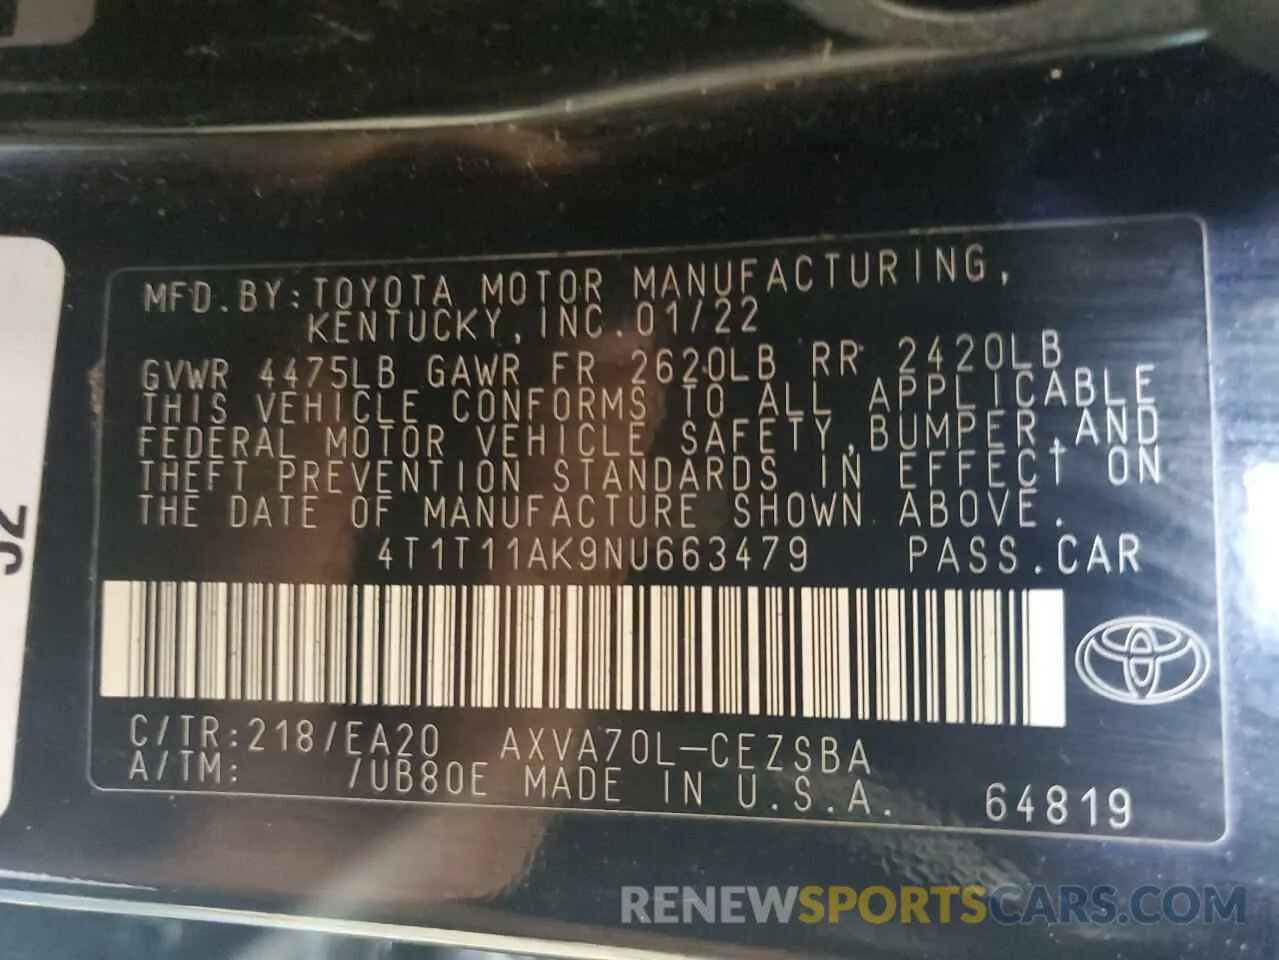 MFD.BY:TOYOTA MOTOR MANUFACTURING,
KENTUCKY, INC. 01/22
GVWR 4475LB GAWR FR 2620LB RR 2420LB
THIS VEHICLE CONFORMS TO ALL APPLICABLE
FEDERAL MOTOR VEHICLE SAFETY, BUMPER, AND
THEFT PREVENTION STANDARDS IN EFFECT ON
THE DATE OF MANUFACTURE SHOWN ABOVE.
4T1T11AK9NU663479 PASS.CAR
C/TR:218/EA20 AXVA70L-CEZSBA
A/TM: /UB80E MADE IN U.S.A. 64819
RENEWSPORTSCARS.COM